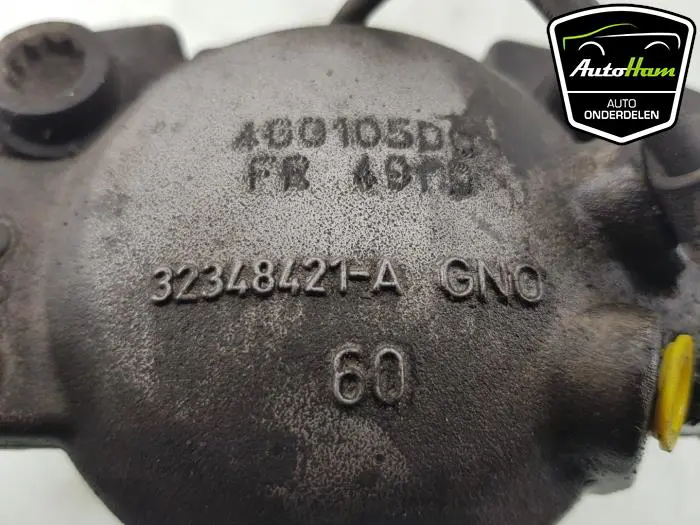 AutoHam
AUTO
ONDERDELEN
32348421-A GNO
60